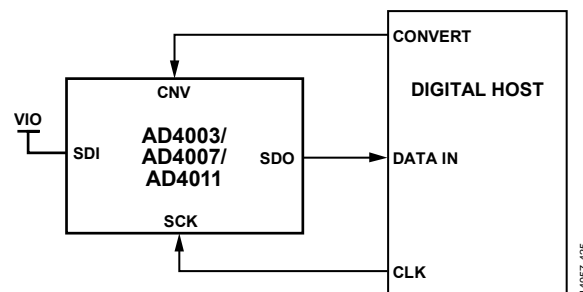 CONVERT
DIGITAL HOST
CNV
VIO
AD4003/
AD4007/
AD4011
SDI
SDO
DATA IN
SCK
CLK